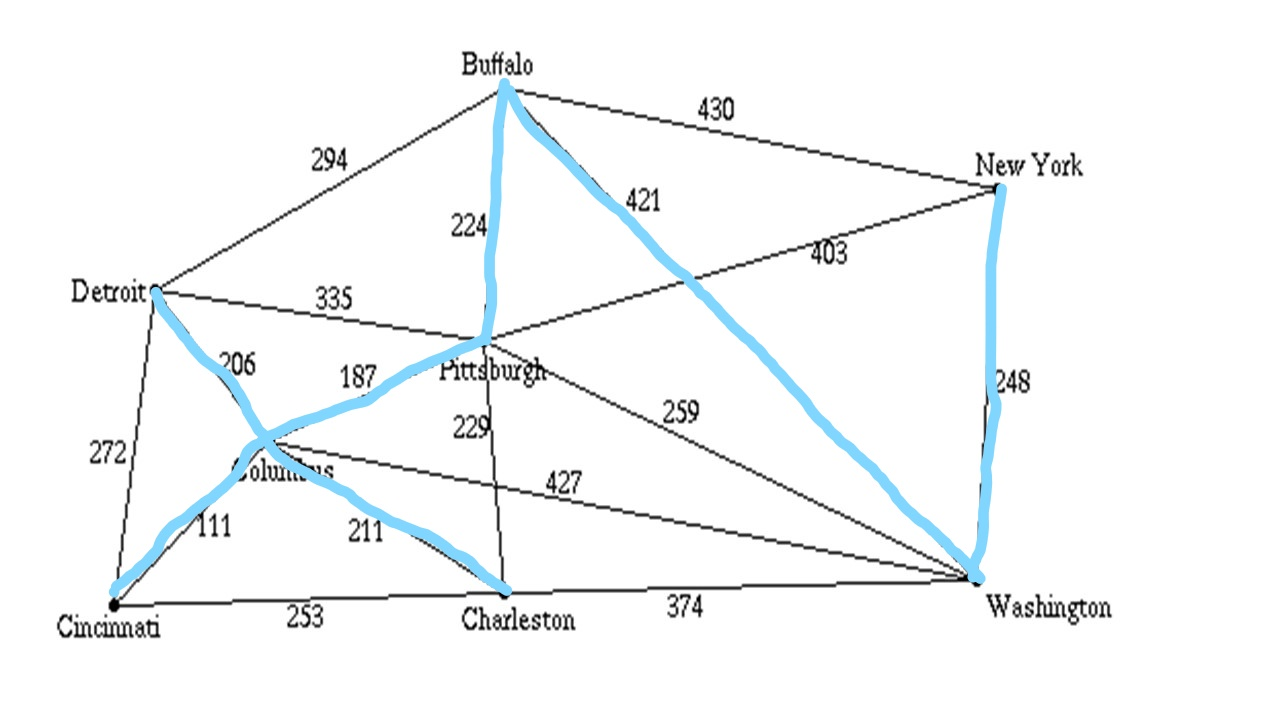 Buffalo
430
New York
294
421
224
403
Detroit
335
206
187
Pittsburgh
248
259
229
272
Columbus
427
111
211
253
374
Cincinnati
Charleston
Washington